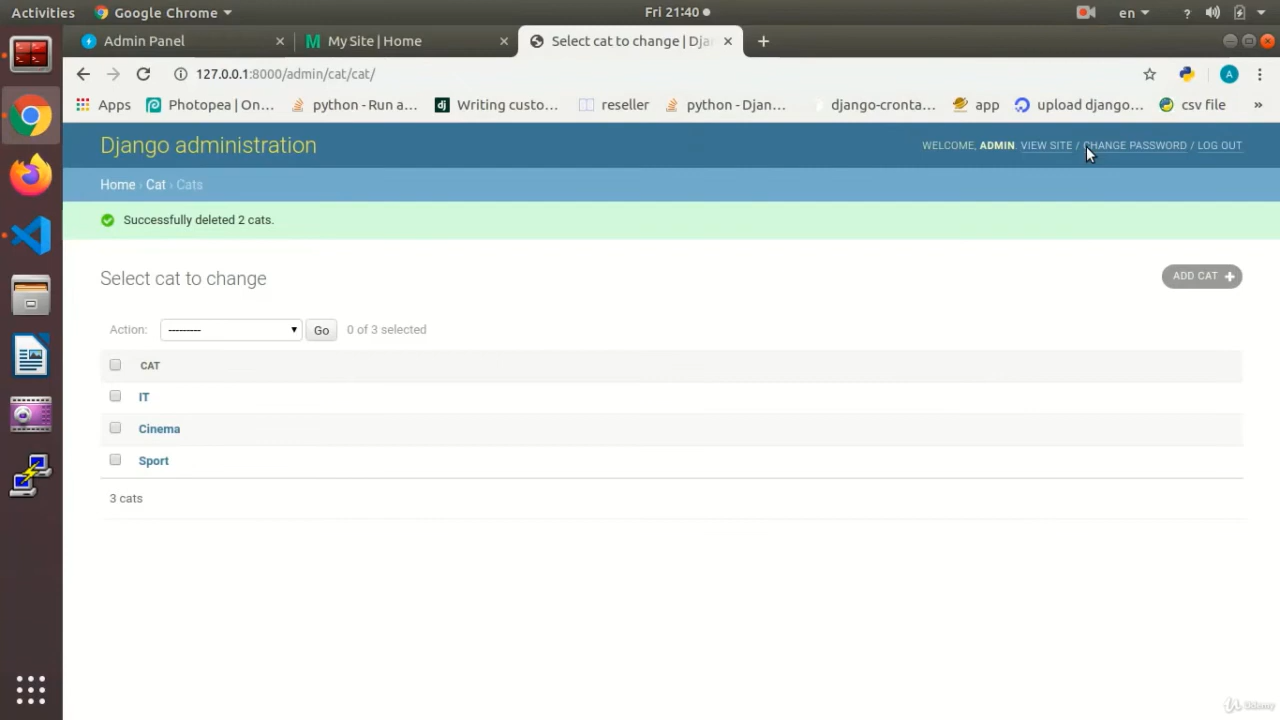 Activities Google Chrome Fri 21:40 en ?
Admin Panel × My Site | Home × Select cat to change | Dja × +
127.0.0.1:8000/admin/cat/cat/ A
Apps Photopea | On... python - Run a... dj Writing custo... reseller python - Djan... django-cronta... app upload django... csv file »
Django administration WELCOME, ADMIN. VIEW SITE / CHANGE PASSWORD / LOG OUT
Home › Cat › Cats
Successfully deleted 2 cats.
Select cat to change ADD CAT +
Action: --------- Go 0 of 3 selected
CAT
IT
Cinema
Sport
3 cats
Udemy